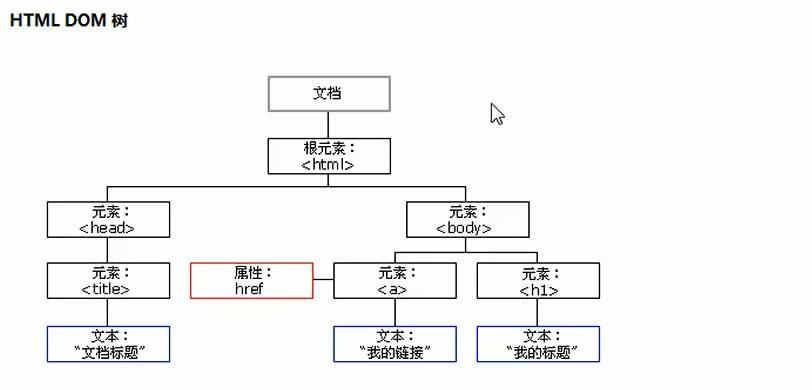 HTML DOM 树
文档
根元素：
<html>
元素：
<head>
元素：
<body>
元素：
<title>
属性：
href
元素：
<a>
元素：
<h1>
文本：
“文档标题”
文本：
“我的链接”
文本：
“我的标题”